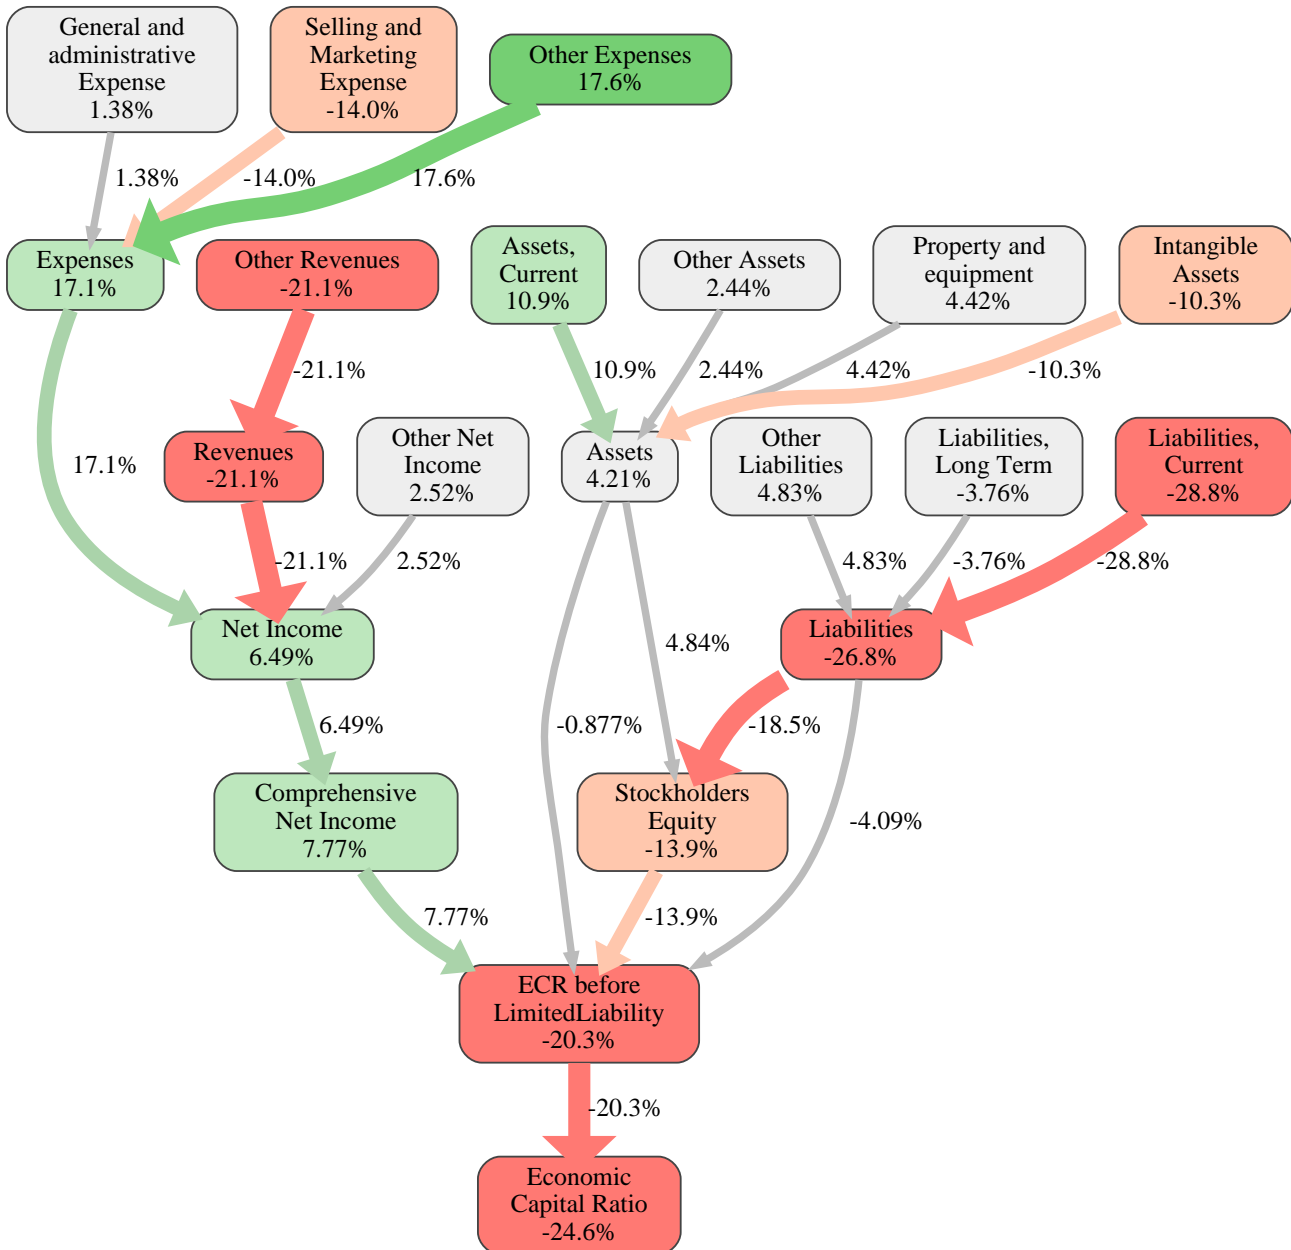 General and
administrative
Expense
1.38%
Selling and
Marketing
Expense
-14.0%
Other Expenses
17.6%
1.38%
-14.0%
17.6%
Expenses
17.1%
Other Revenues
-21.1%
Assets,
Current
10.9%
Other Assets
2.44%
Property and
equipment
4.42%
Intangible
Assets
-10.3%
-21.1%
10.9%
2.44%
4.42%
-10.3%
17.1%
Revenues
-21.1%
Other Net
Income
2.52%
Assets
4.21%
Other
Liabilities
4.83%
Liabilities,
Long Term
-3.76%
Liabilities,
Current
-28.8%
-21.1%
2.52%
4.83%
-3.76%
-28.8%
Net Income
6.49%
4.84%
Liabilities
-26.8%
6.49%
-0.877%
-18.5%
Comprehensive
Net Income
7.77%
Stockholders
Equity
-13.9%
-4.09%
7.77%
-13.9%
ECR before
LimitedLiability
-20.3%
-20.3%
Economic
Capital Ratio
-24.6%